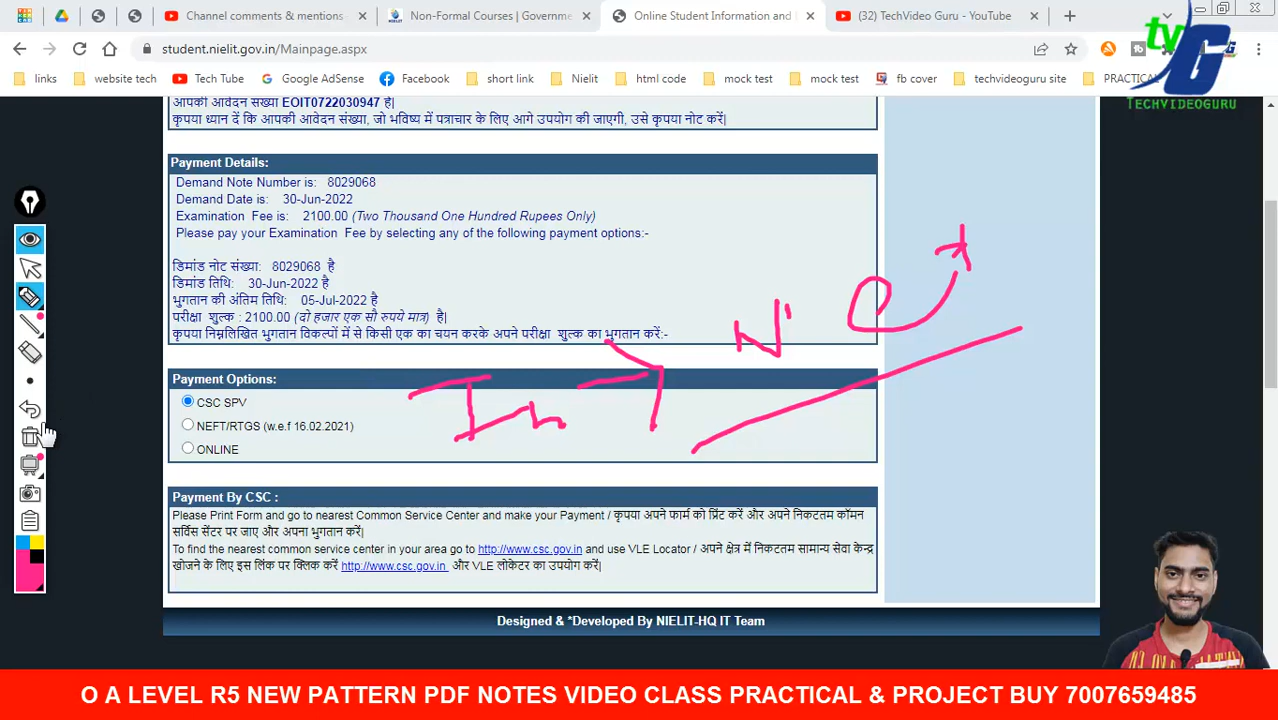 Channel comments & mentions
Non-Formal Courses | Governme
Online Student Information and
(32) TechVideo Guru - YouTube
student.nielit.gov.in/Mainpage.aspx
links
website tech
Tech Tube
Google AdSense
Facebook
short link
Nielit
html code
mock test
mock test
fb cover
techvideoguru site
PRACTICAL
tv G
TECHVIDEOGURU
आपकी आवेदन संख्या EOIT0722030947 है|
कृपया ध्यान दें कि आपकी आवेदन संख्या, जो भविष्य में पत्राचार के लिए आगे उपयोग की जाएगी, उसे कृपया नोट करें|
Payment Details:
Demand Note Number is: 8029068
Demand Date is: 30-Jun-2022
Examination Fee is: 2100.00 (Two Thousand One Hundred Rupees Only)
Please pay your Examination Fee by selecting any of the following payment options:-
डिमांड नोट संख्या: 8029068 है
डिमांड तिथि: 30-Jun-2022 है
भुगतान की अंतिम तिथि: 05-Jul-2022 है
परीक्षा शुल्क : 2100.00 (दो हजार एक सौ रुपये मात्र) है|
कृपया निम्नलिखित भुगतान विकल्पों में से किसी एक का चयन करके अपने परीक्षा शुल्क का भुगतान करें:-
Payment Options:
CSC SPV
NEFT/RTGS (w.e.f 16.02.2021)
ONLINE
Payment By CSC :
Please Print Form and go to nearest Common Service Center and make your Payment / कृपया अपने फार्म को प्रिंट करें और अपने निकटतम कॉमन
सर्विस सेंटर पर जाए और अपना भुगतान करें|
To find the nearest common service center in your area go to http://www.csc.gov.in and use VLE Locator / अपने क्षेत्र में निकटतम सामान्य सेवा केन्द्र
खोजने के लिए इस लिंक पर क्लिक करें http://www.csc.gov.in और VLE लोकेटर का उपयोग करें|
Designed & *Developed By NIELIT-HQ IT Team
O A LEVEL R5 NEW PATTERN PDF NOTES VIDEO CLASS PRACTICAL & PROJECT BUY 7007659485